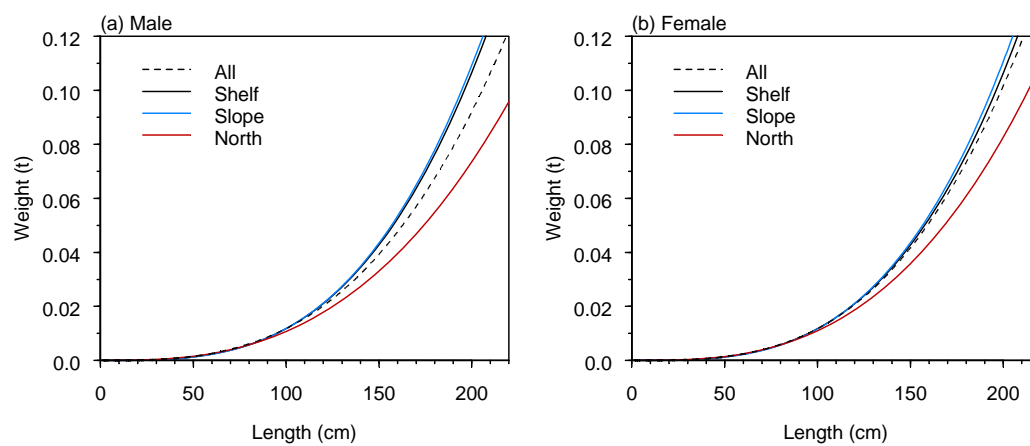 (a) Male
0.12
0.10
0.08
0.06
0.04
0.02
0.0
Weight (t)
All
Shelf
Slope
North
0 50 100 150 200
Length (cm)
(b) Female
0.12
0.10
0.08
0.06
0.04
0.02
0.0
Weight (t)
All
Shelf
Slope
North
0 50 100 150 200
Length (cm)